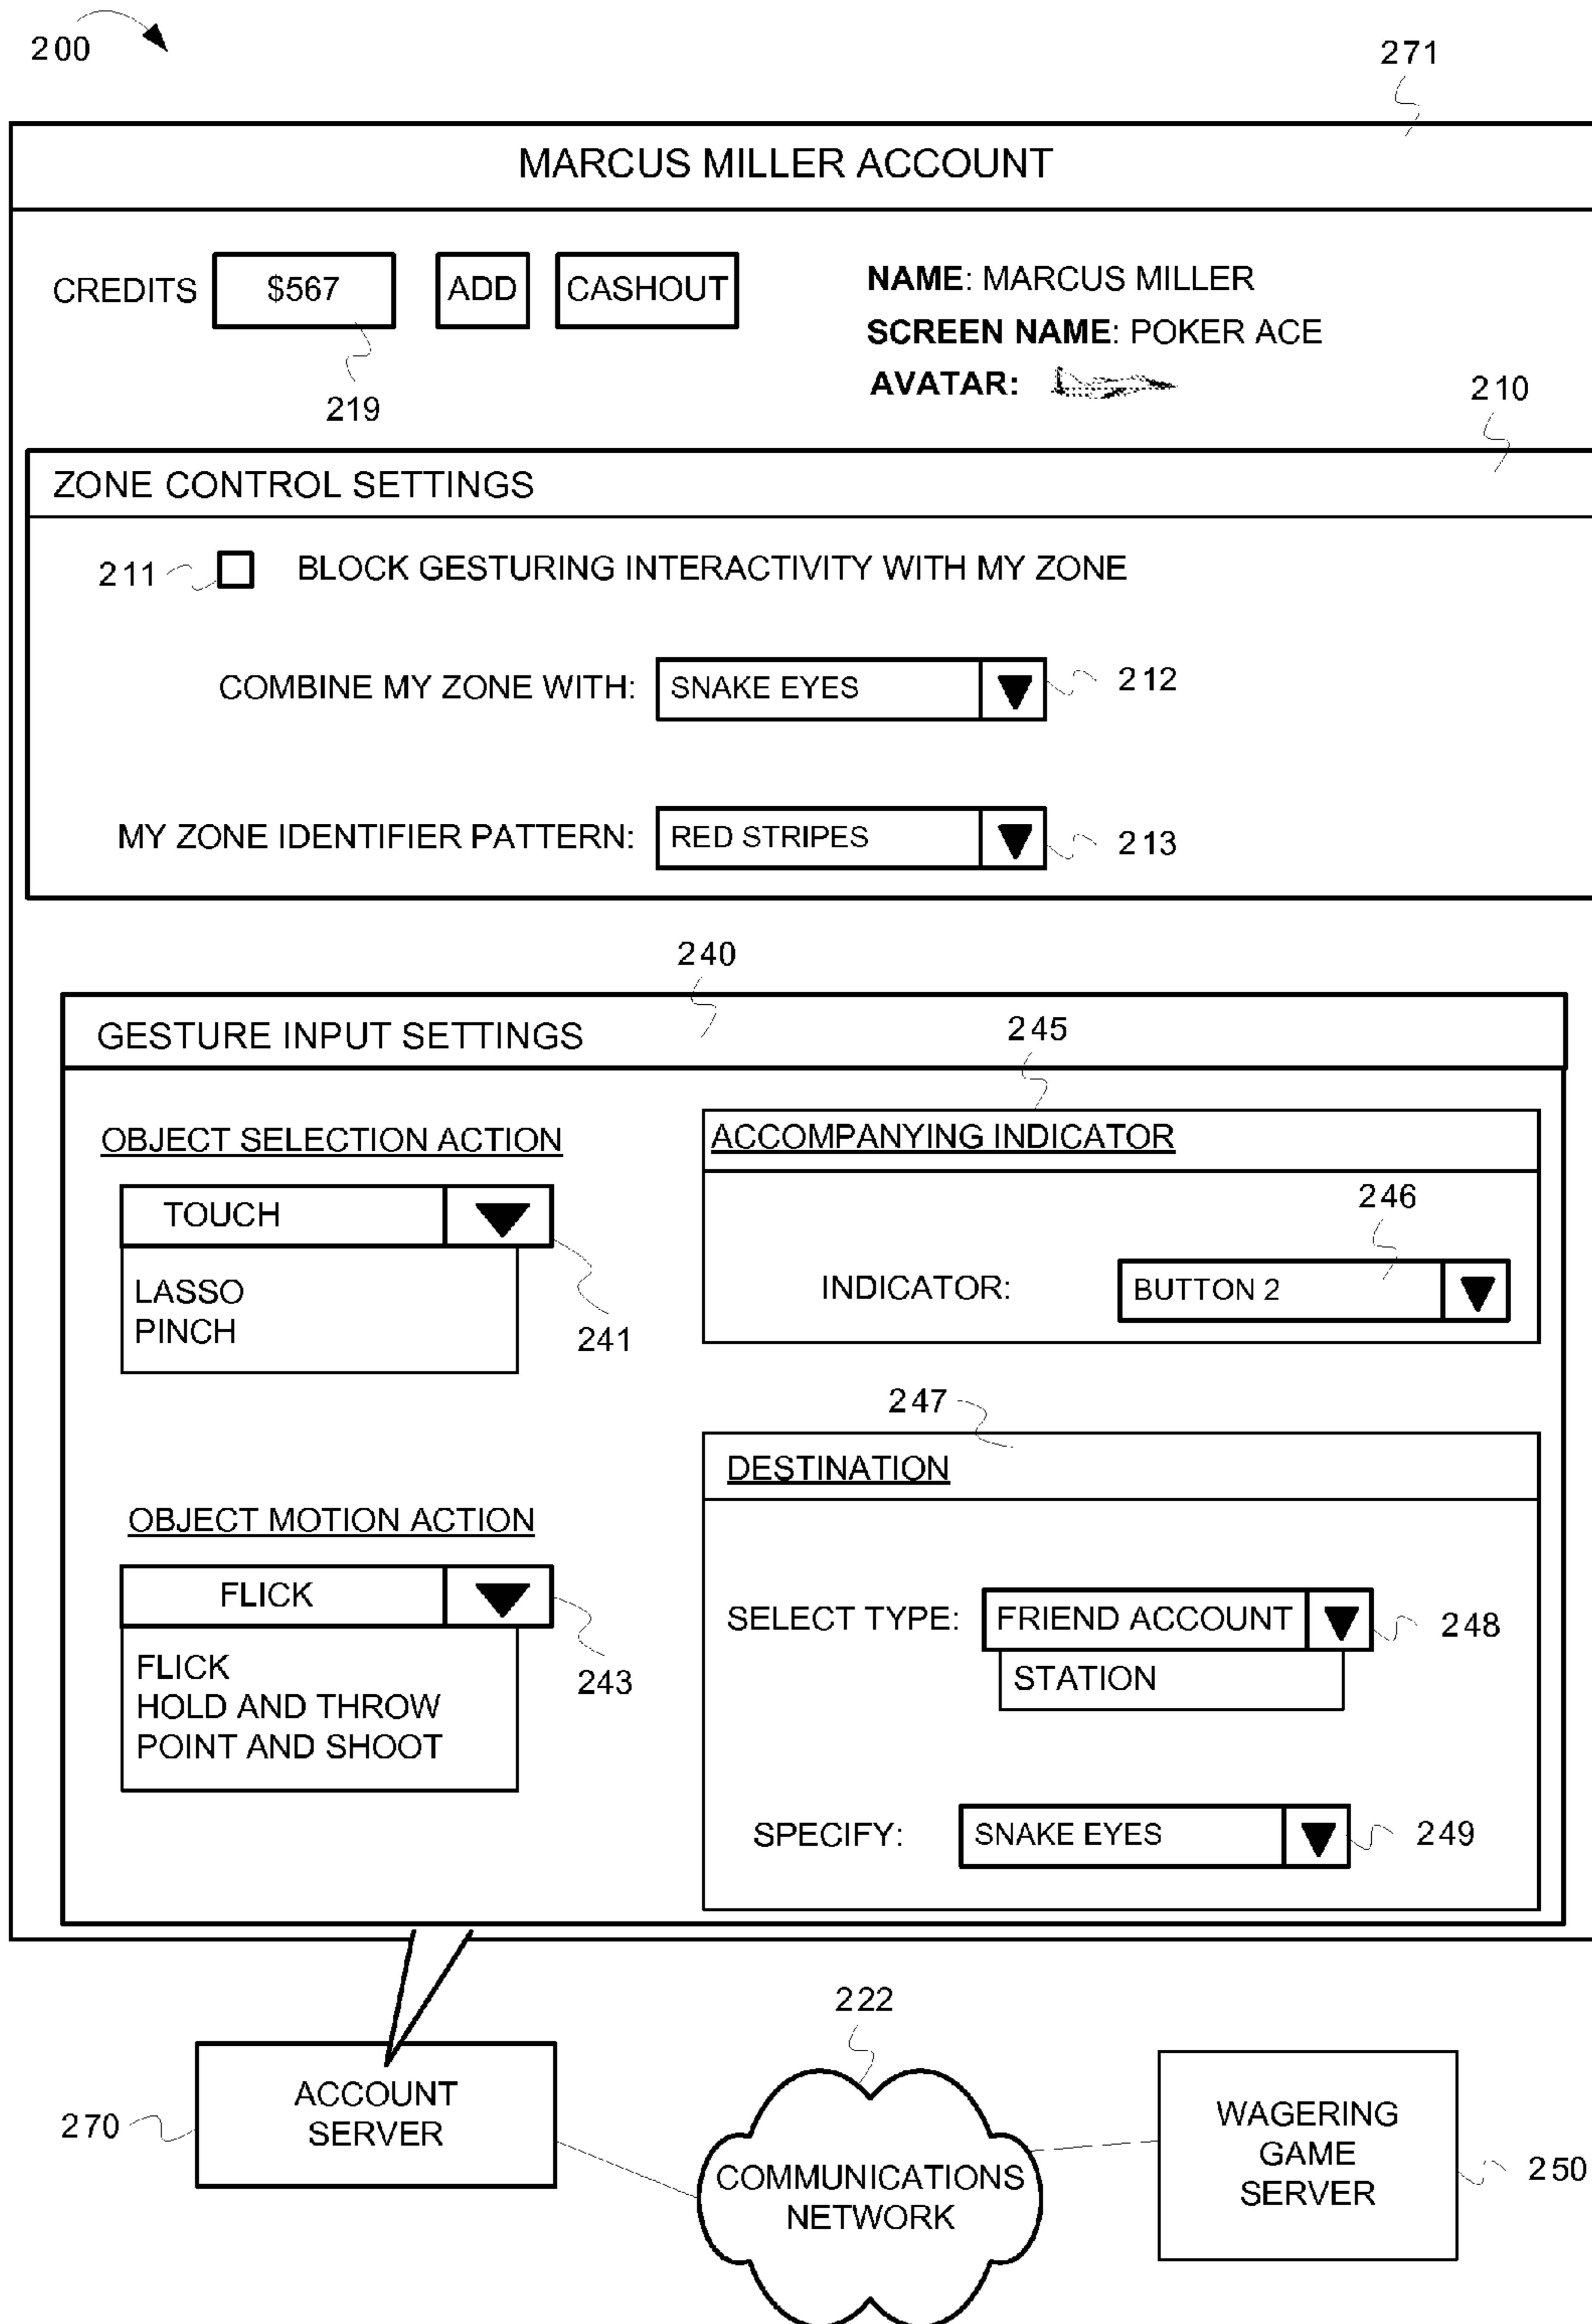 200
271
MARCUS MILLER ACCOUNT
CREDITS $567 ADD CASHOUT
219
NAME: MARCUS MILLER
SCREEN NAME: POKER ACE
AVATAR:
210
ZONE CONTROL SETTINGS
211 BLOCK GESTURING INTERACTIVITY WITH MY ZONE
COMBINE MY ZONE WITH: SNAKE EYES 212
MY ZONE IDENTIFIER PATTERN: RED STRIPES 213
240
GESTURE INPUT SETTINGS
245
OBJECT SELECTION ACTION
TOUCH
LASSO
PINCH
241
ACCOMPANYING INDICATOR
246
INDICATOR: BUTTON 2
OBJECT MOTION ACTION
FLICK
FLICK
HOLD AND THROW
POINT AND SHOOT
243
247
DESTINATION
SELECT TYPE: FRIEND ACCOUNT 248
STATION
SPECIFY: SNAKE EYES 249
270
ACCOUNT
SERVER
222
COMMUNICATIONS
NETWORK
WAGERING
GAME
SERVER
250